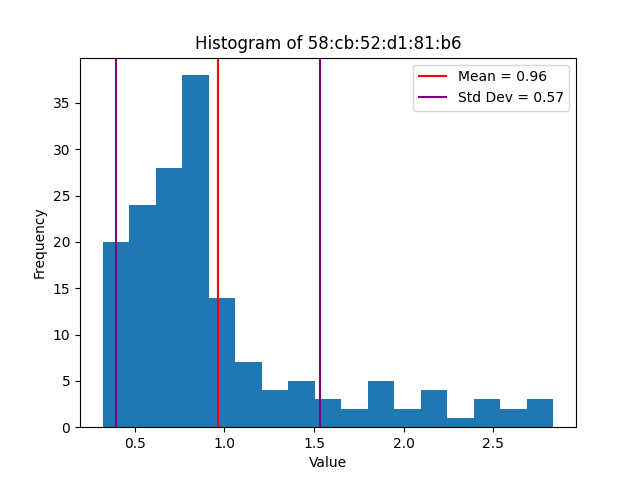 Histogram of 58:cb:52:d1:81:b6
Mean = 0.96
Std Dev = 0.57
Frequency
35
30
25
20
15
10
5
0
0.5 1.0 1.5 2.0 2.5
Value